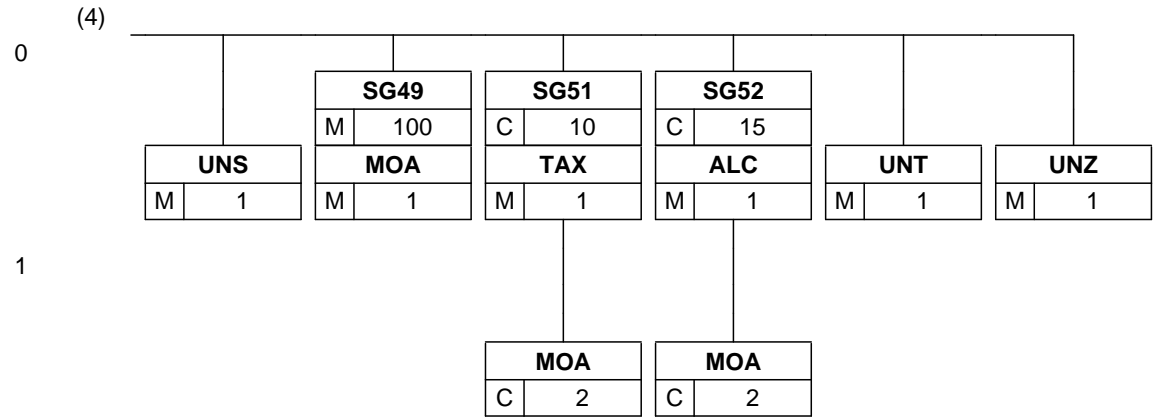 (4)
0
SG49 SG51 SG52
M 100 C 10 C 15
UNS MOA TAX ALC UNT UNZ
M 1 M 1 M 1 M 1 M 1 M 1
1
MOA MOA
C 2 C 2